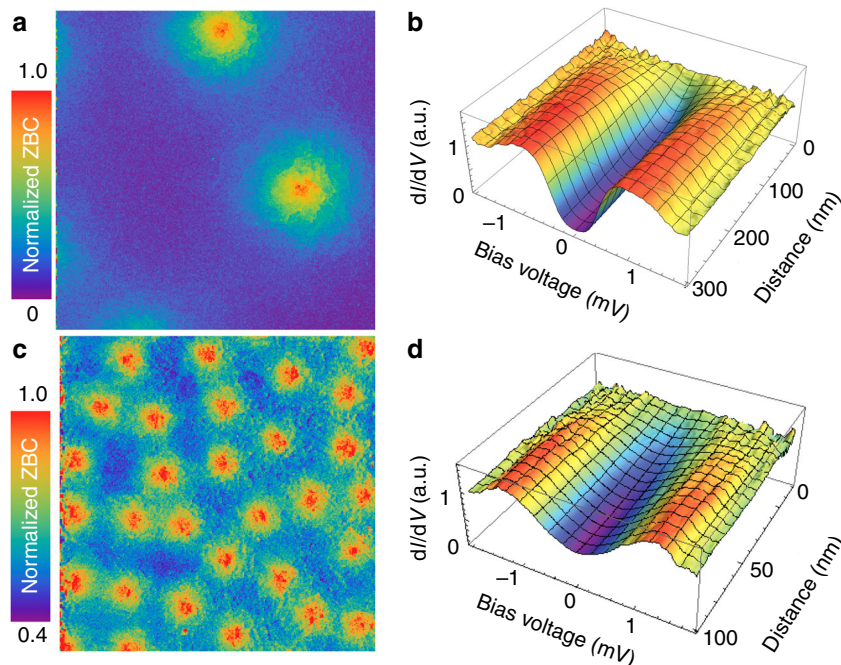 a
1.0
Normalized ZBC
0
b
dI/dV (a.u.)
1
0
−1
0
1
Bias voltage (mV)
0
100
200
300
Distance (nm)
c
1.0
Normalized ZBC
0.4
d
dI/dV (a.u.)
1
0
−1
0
1
Bias voltage (mV)
0
50
100
Distance (nm)